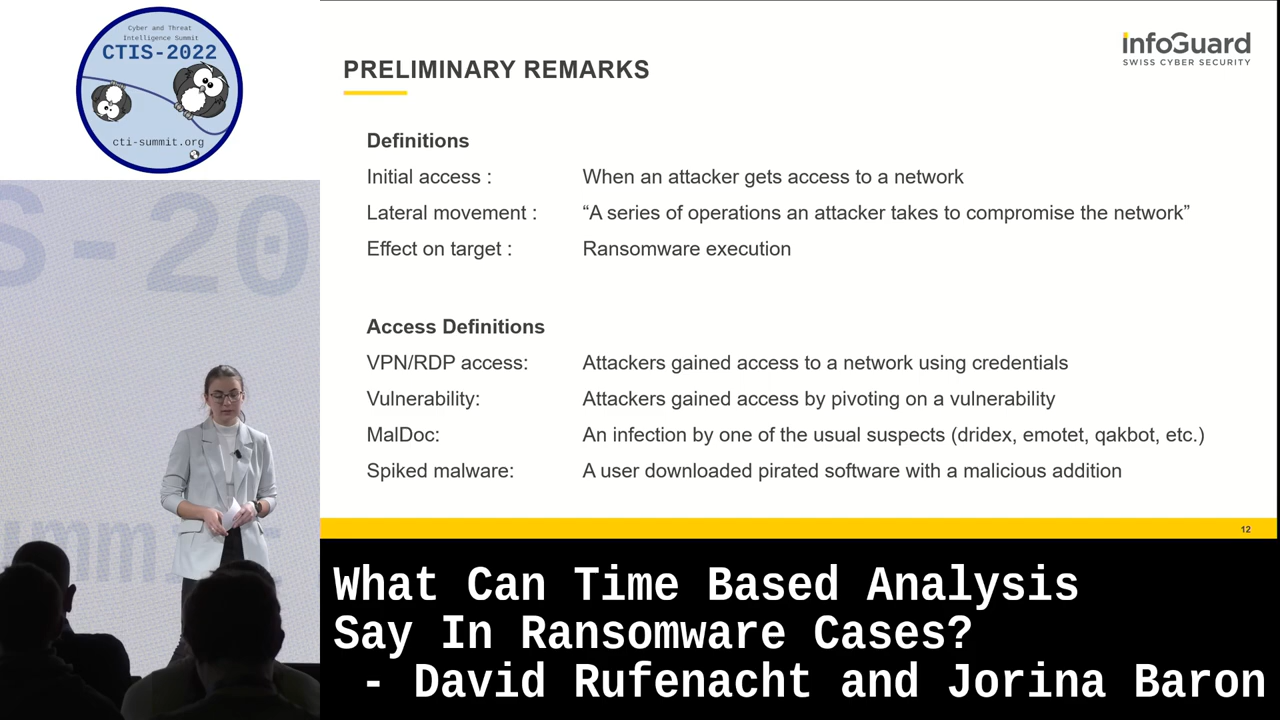 Cyber and Threat
Intelligence Summit
CTIS-2022
cti-summit.org
S-20
ummit
infoGuard
SWISS CYBER SECURITY
PRELIMINARY REMARKS
Definitions
Initial access : When an attacker gets access to a network
Lateral movement : “A series of operations an attacker takes to compromise the network”
Effect on target : Ransomware execution
Access Definitions
VPN/RDP access: Attackers gained access to a network using credentials
Vulnerability: Attackers gained access by pivoting on a vulnerability
MalDoc: An infection by one of the usual suspects (dridex, emotet, qakbot, etc.)
Spiked malware: A user downloaded pirated software with a malicious addition
12
What Can Time Based Analysis
Say In Ransomware Cases?
- David Rufenacht and Jorina Baron